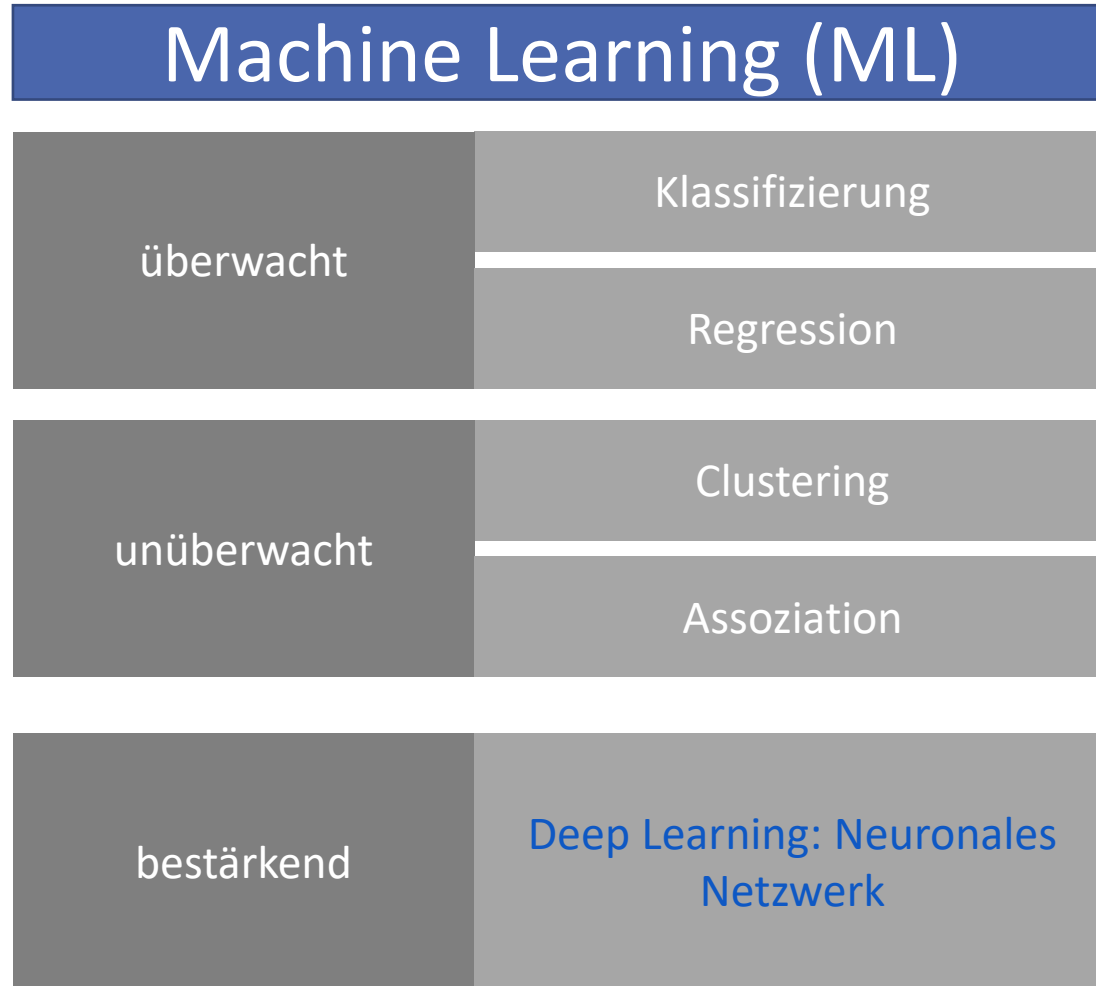 Machine Learning (ML)
überwacht
Klassifizierung
Regression
unüberwacht
Clustering
Assoziation
bestärkend
Deep Learning: Neuronales
Netzwerk